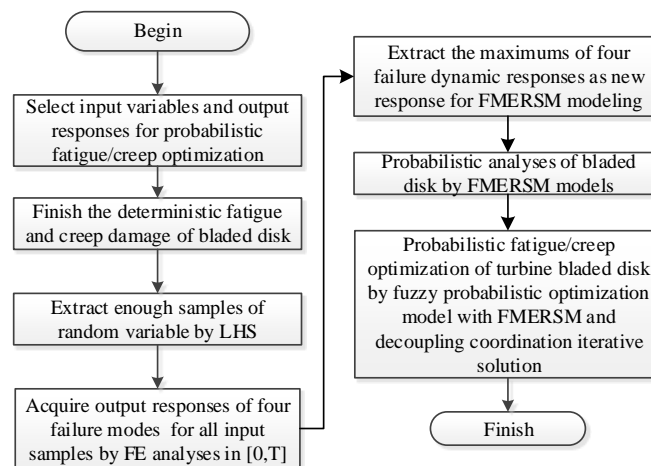 Begin
Select input variables and output
responses for probabilistic
fatigue/creep optimization
Finish the deterministic fatigue
and creep damage of bladed disk
Extract enough samples of
random variable by LHS
Acquire output responses of four
failure modes for all input
samples by FE analyses in [0,T]
Extract the maximums of four
failure dynamic responses as new
response for FMERSM modeling
Probabilistic analyses of bladed
disk by FMERSM models
Probabilistic fatigue/creep
optimization of turbine bladed disk
by fuzzy probabilistic optimization
model with FMERSM and
decoupling coordination iterative
solution
Finish